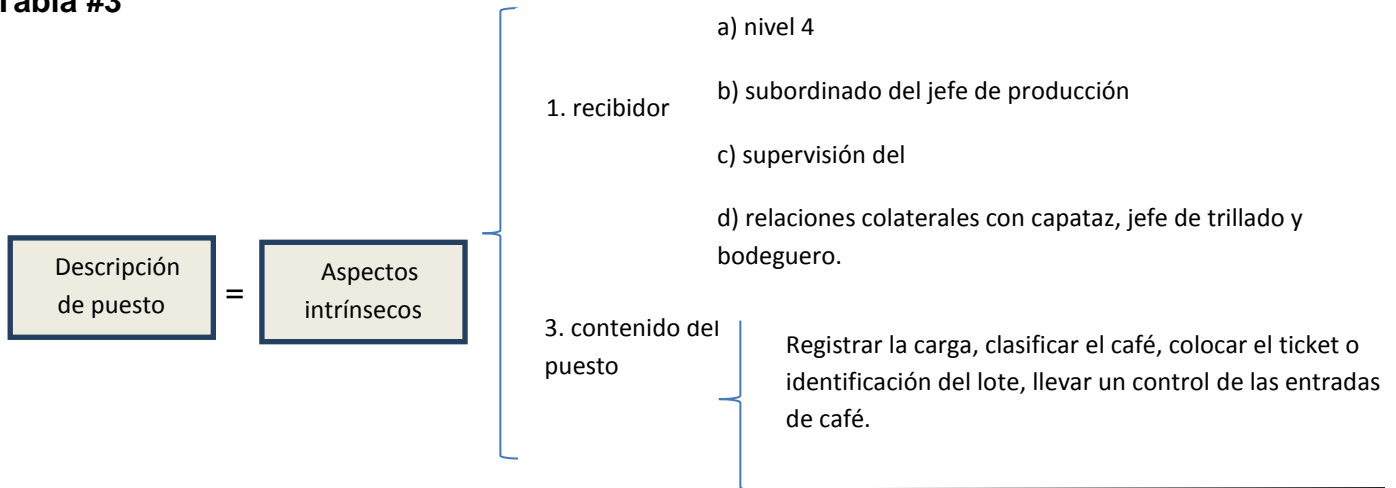 Tabla #3
a) nivel 4
1. recibidor
b) subordinado del jefe de producción
c) supervisión del
d) relaciones colaterales con capataz, jefe de trillado y
bodeguero.
Descripción
de puesto
=
Aspectos
intrínsecos
3. contenido del
puesto
Registrar la carga, clasificar el café, colocar el ticket o
identificación del lote, llevar un control de las entradas
de café.